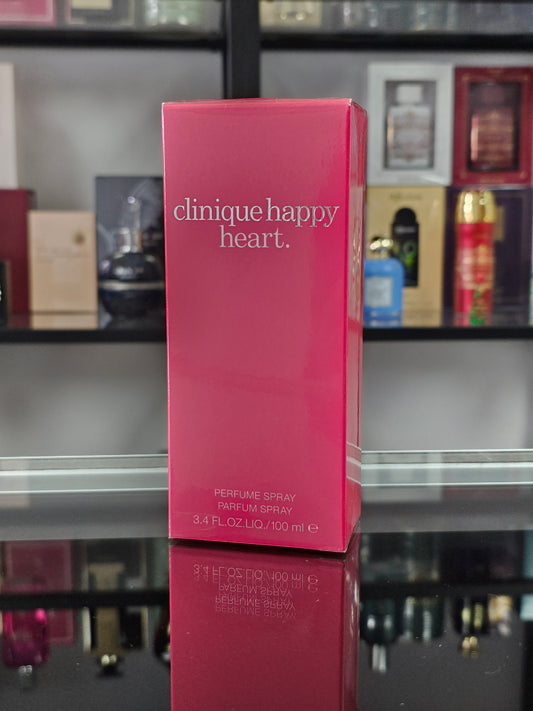 clinique happy
heart.
PERFUME SPRAY
PARFUM SPRAY
3.4 FL.OZ.LIQ./100 ml ℮